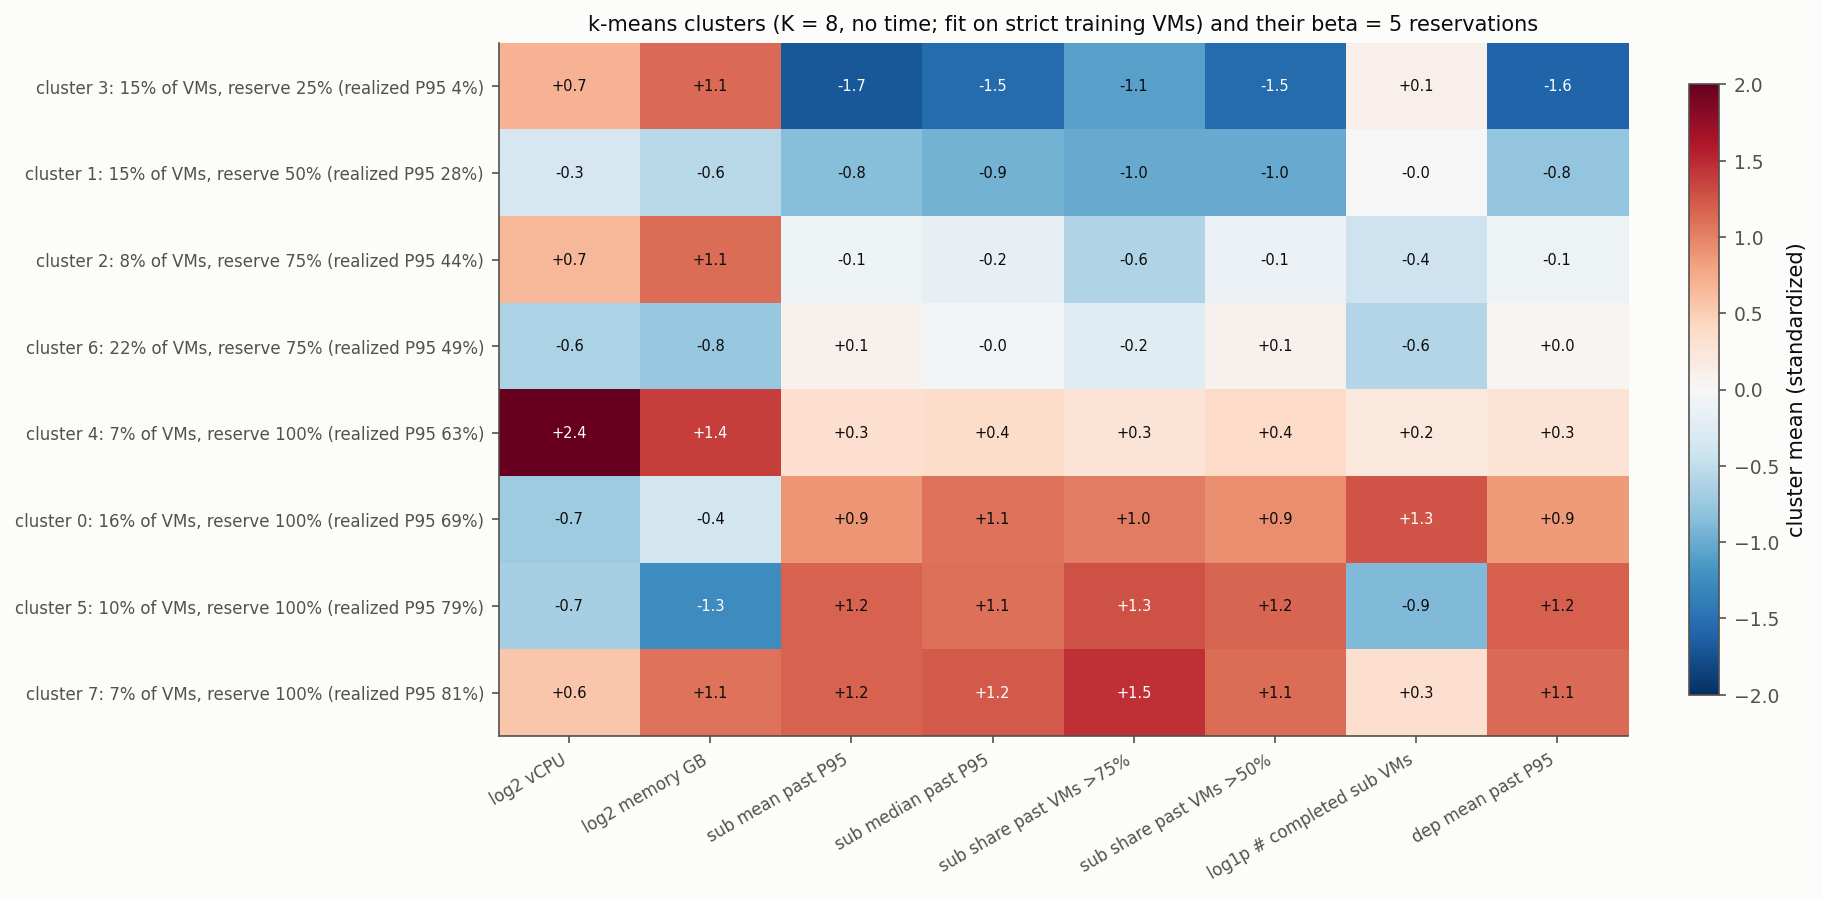 k-means clusters (K = 8, no time; fit on strict training VMs) and their beta = 5 reservations
cluster 3: 15% of VMs, reserve 25% (realized P95 4%)
+0.7 +1.1 -1.7 -1.5 -1.1 -1.5 +0.1 -1.6
cluster 1: 15% of VMs, reserve 50% (realized P95 28%)
-0.3 -0.6 -0.8 -0.9 -1.0 -1.0 -0.0 -0.8
cluster 2: 8% of VMs, reserve 75% (realized P95 44%)
+0.7 +1.1 -0.1 -0.2 -0.6 -0.1 -0.4 -0.1
cluster 6: 22% of VMs, reserve 75% (realized P95 49%)
-0.6 -0.8 +0.1 -0.0 -0.2 +0.1 -0.6 +0.0
cluster 4: 7% of VMs, reserve 100% (realized P95 63%)
+2.4 +1.4 +0.3 +0.4 +0.3 +0.4 +0.2 +0.3
cluster 0: 16% of VMs, reserve 100% (realized P95 69%)
-0.7 -0.4 +0.9 +1.1 +1.0 +0.9 +1.3 +0.9
cluster 5: 10% of VMs, reserve 100% (realized P95 79%)
-0.7 -1.3 +1.2 +1.1 +1.3 +1.2 -0.9 +1.2
cluster 7: 7% of VMs, reserve 100% (realized P95 81%)
+0.6 +1.1 +1.2 +1.2 +1.5 +1.1 +0.3 +1.1
log2 vCPU
log2 memory GB
sub mean past P95
sub median past P95
sub share past VMs >75%
sub share past VMs >50%
log1p # completed sub VMs
dep mean past P95
2.0
1.5
1.0
0.5
0.0
−0.5
−1.0
−1.5
−2.0
cluster mean (standardized)